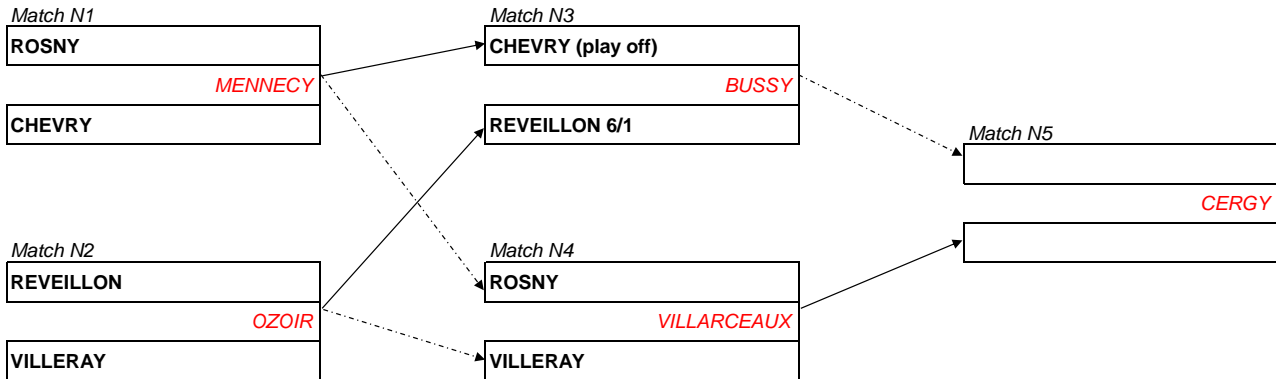 Match N1
ROSNY
MENNECY
CHEVRY
Match N2
REVEILLON
OZOIR
VILLERAY
Match N3
CHEVRY (play off)
BUSSY
REVEILLON 6/1
Match N4
ROSNY
VILLARCEAUX
VILLERAY
Match N5
CERGY